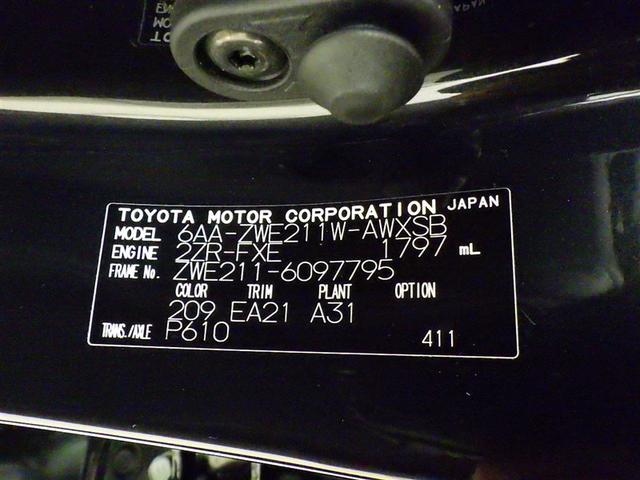 TOYOTA MOTOR CORPORATION JAPAN
MODEL 6AA-ZWE211W-AWXSB
ENGINE 2ZR-FXE 1797 mL
FRAME No. ZWE211-6097795
COLOR TRIM PLANT OPTION
209 EA21 A31
TRANS./AXLE P610 411